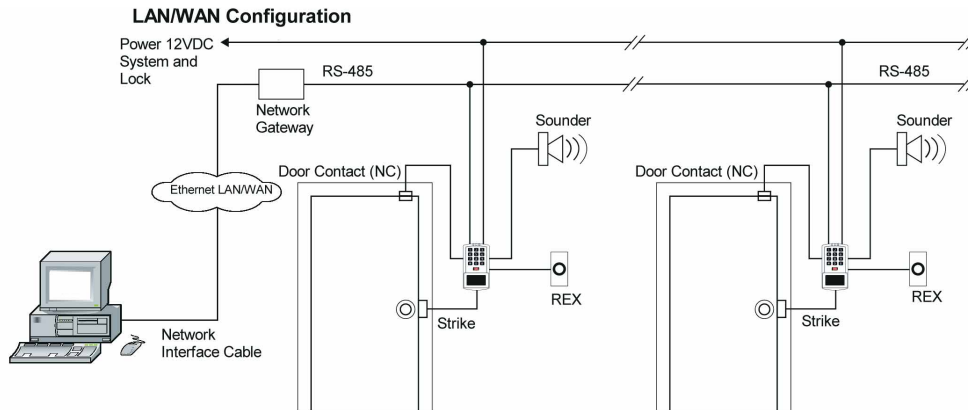 LAN/WAN Configuration
Power 12VDC
System and
Lock
RS-485
RS-485
Network
Gateway
Sounder
Sounder
Door Contact (NC)
Door Contact (NC)
Ethernet LAN/WAN
REX
REX
Strike
Strike
Network
Interface Cable